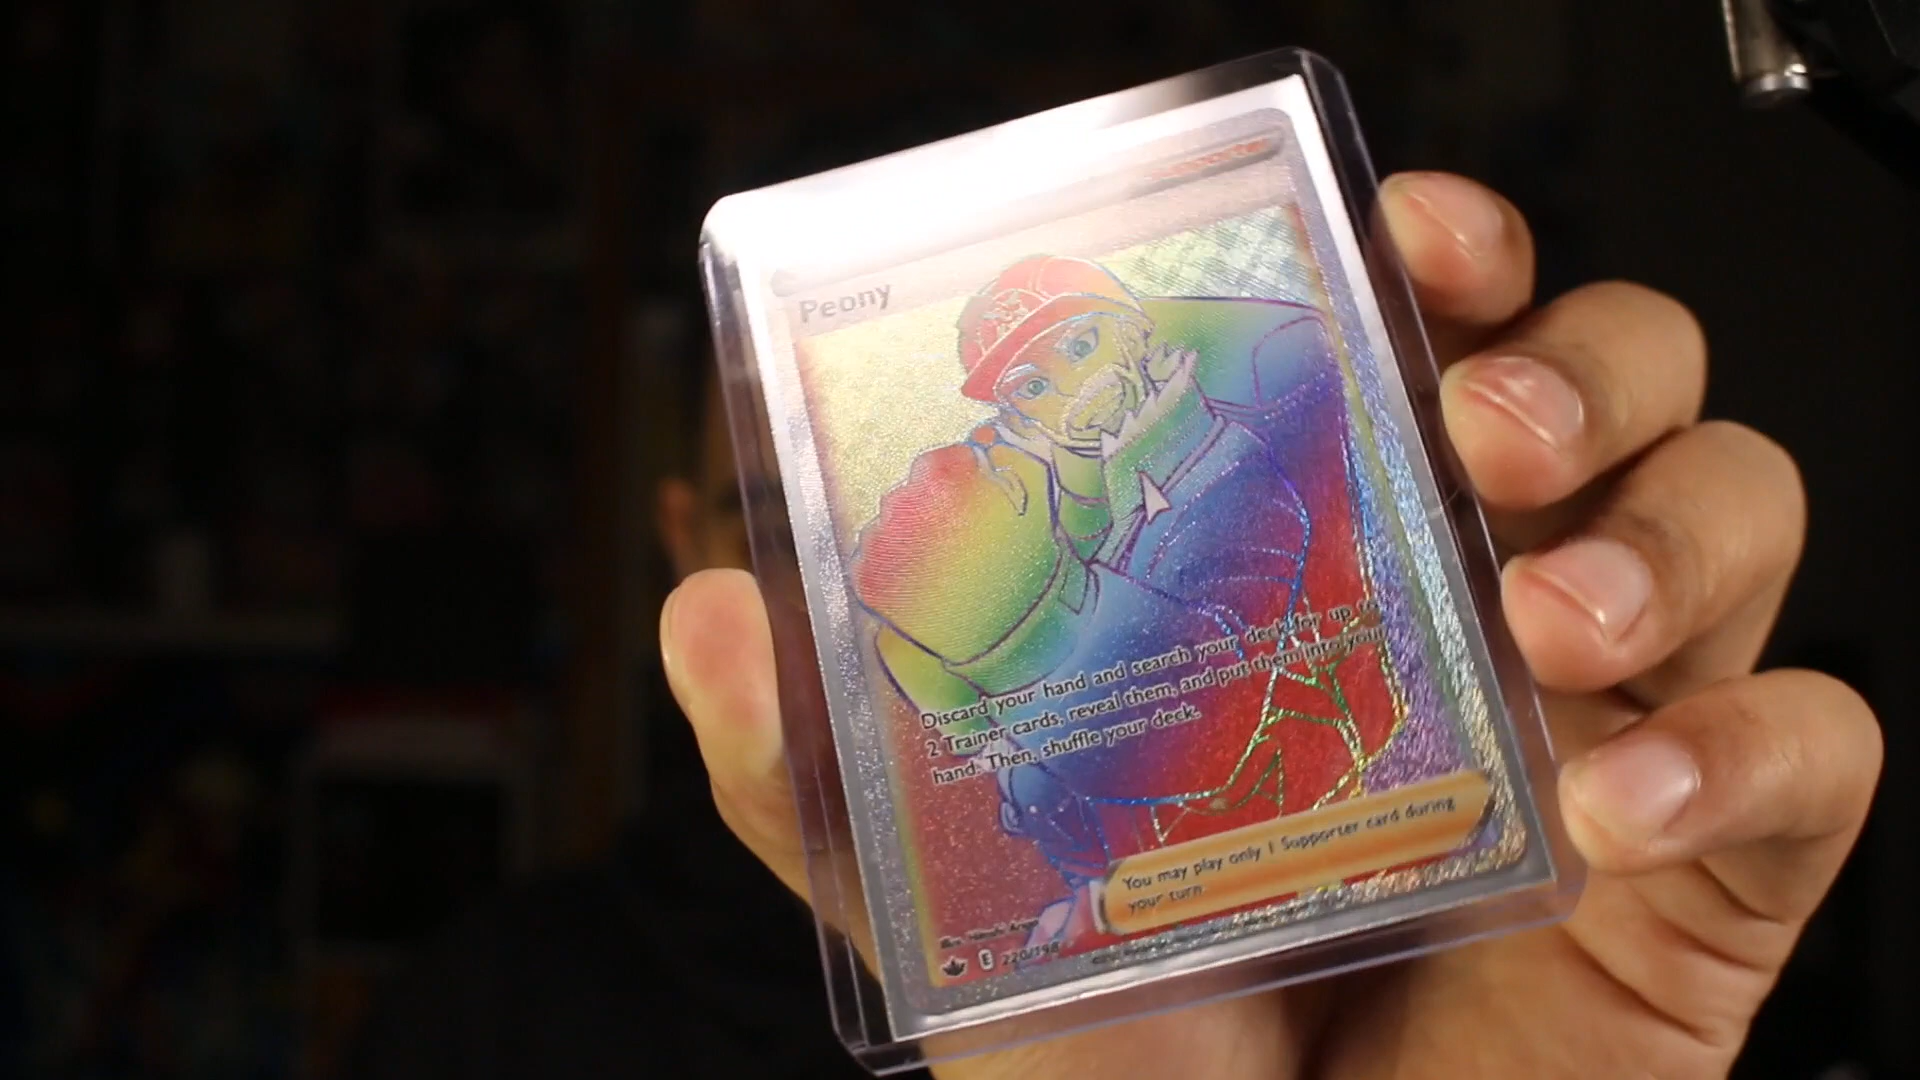 Peony
Discard your hand and search your deck for up to
2 Trainer cards, reveal them, and put them into your
hand. Then, shuffle your deck.
You may play only 1 Supporter card during
your turn.
E 220/198